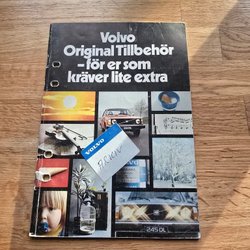 Volvo
Original Tillbehör
-för er som
kräver lite extra
VOLVO
245 DL